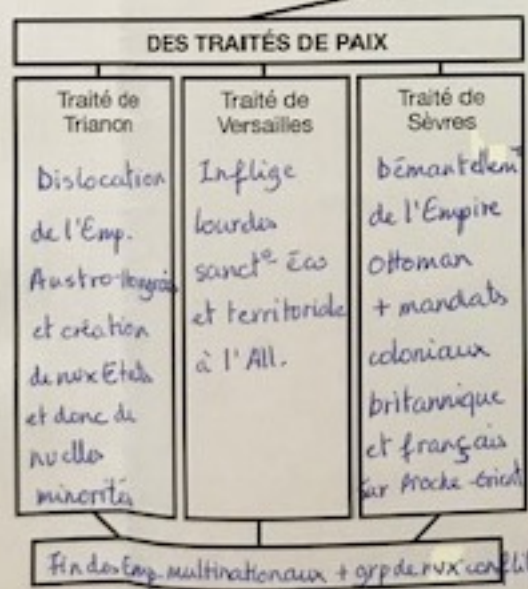 DES TRAITÉS DE PAIX
Traité de
Trianon
Dislocation
de l'Emp.
Austro-Hongrois
et création
de nvx Etats
et donc de
nvelles
minorités
Traité de
Versailles
Inflige
lourdes
sanct° Éco
et territoriale
à l'All.
Traité de
Sèvres
Démantellemt
de l'Empire
Ottoman
+ mandats
coloniaux
britannique
et français
sur Proche-Orient
Fin des Emp. multinationaux + grp de nvx conflit